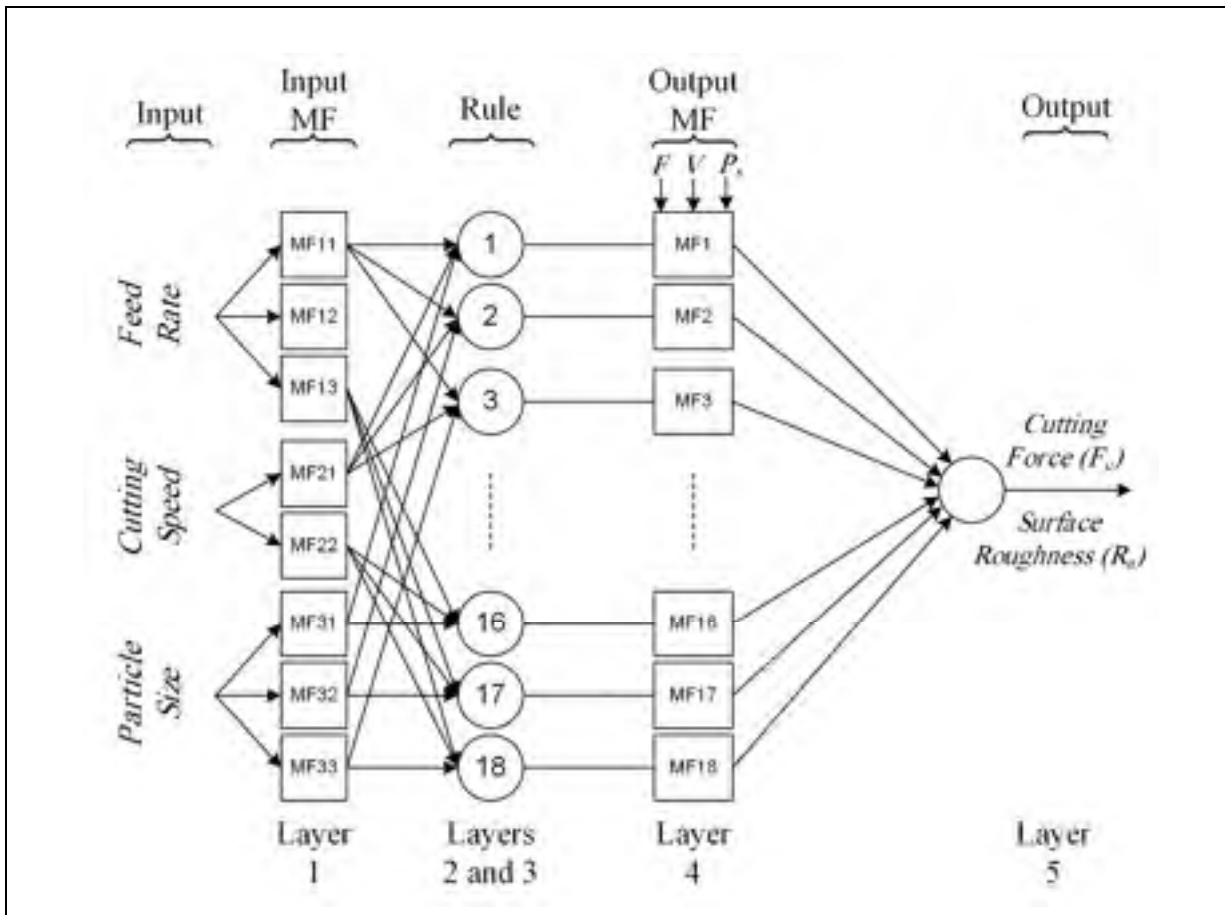 Input
Input
MF
Rule
Output
MF
Output
F V Ps
Feed
Rate
Cutting
Speed
Particle
Size
MF11
MF12
MF13
MF21
MF22
MF31
MF32
MF33
1
2
3
16
17
18
MF1
MF2
MF3
MF16
MF17
MF18
Cutting
Force (Fc)
Surface
Roughness (Ra)
Layer
1
Layers
2 and 3
Layer
4
Layer
5